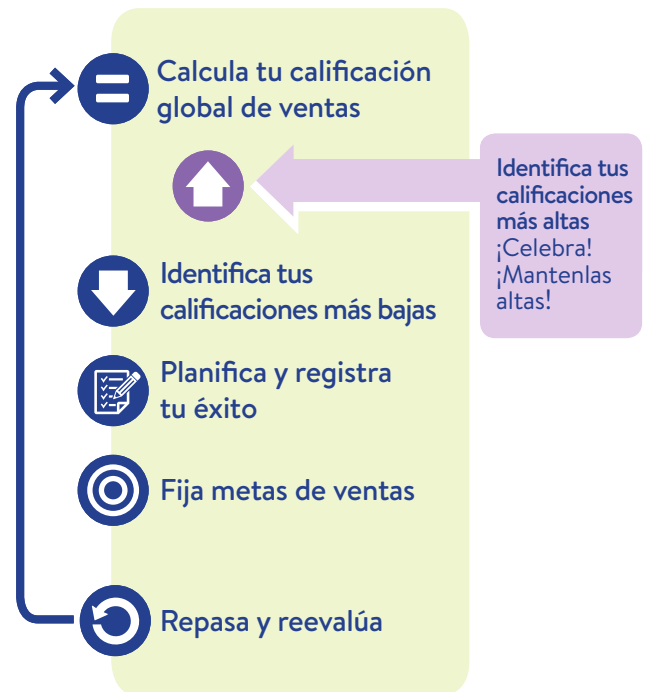 Calcula tu calificación
global de ventas
Identifica tus
calificaciones
más altas
¡Celebra!
¡Mantenlas
altas!
Identifica tus
calificaciones más bajas
Planifica y registra
tu éxito
Fija metas de ventas
Repasa y reevalúa